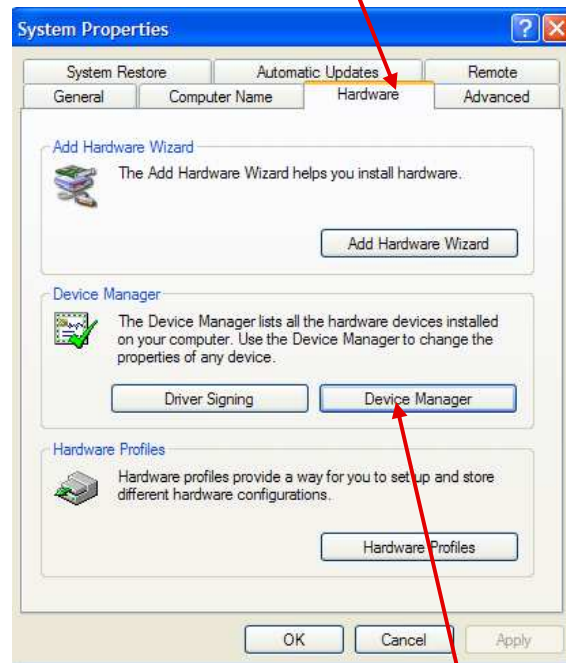 System Properties
System Restore Automatic Updates Remote
General Computer Name Hardware Advanced
Add Hardware Wizard
The Add Hardware Wizard helps you install hardware.
Add Hardware Wizard
Device Manager
The Device Manager lists all the hardware devices installed
on your computer. Use the Device Manager to change the
properties of any device.
Driver Signing Device Manager
Hardware Profiles
Hardware profiles provide a way for you to set up and store
different hardware configurations.
Hardware Profiles
OK Cancel Apply